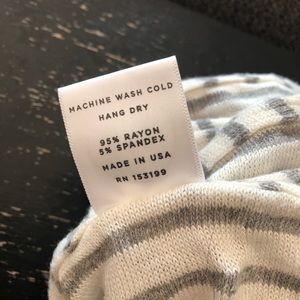 MACHINE WASH COLD
HANG DRY
95% RAYON
5% SPANDEX
MADE IN USA
RN 153199